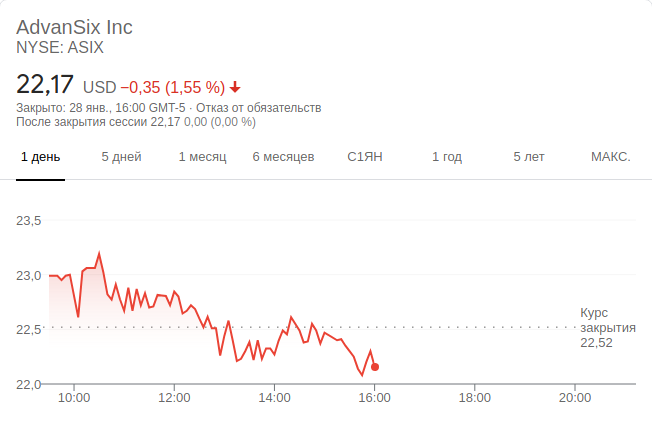 AdvanSix Inc
NYSE: ASIX
22,17 USD −0,35 (1,55 %)
Закрыто: 28 янв., 16:00 GMT-5 · Отказ от обязательств
После закрытия сессии 22,17 0,00 (0,00 %)
1 день 5 дней 1 месяц 6 месяцев С1ЯН 1 год 5 лет МАКС.
23,5
23,0
22,5
22,0
Курс
закрытия
22,52
10:00 12:00 14:00 16:00 18:00 20:00